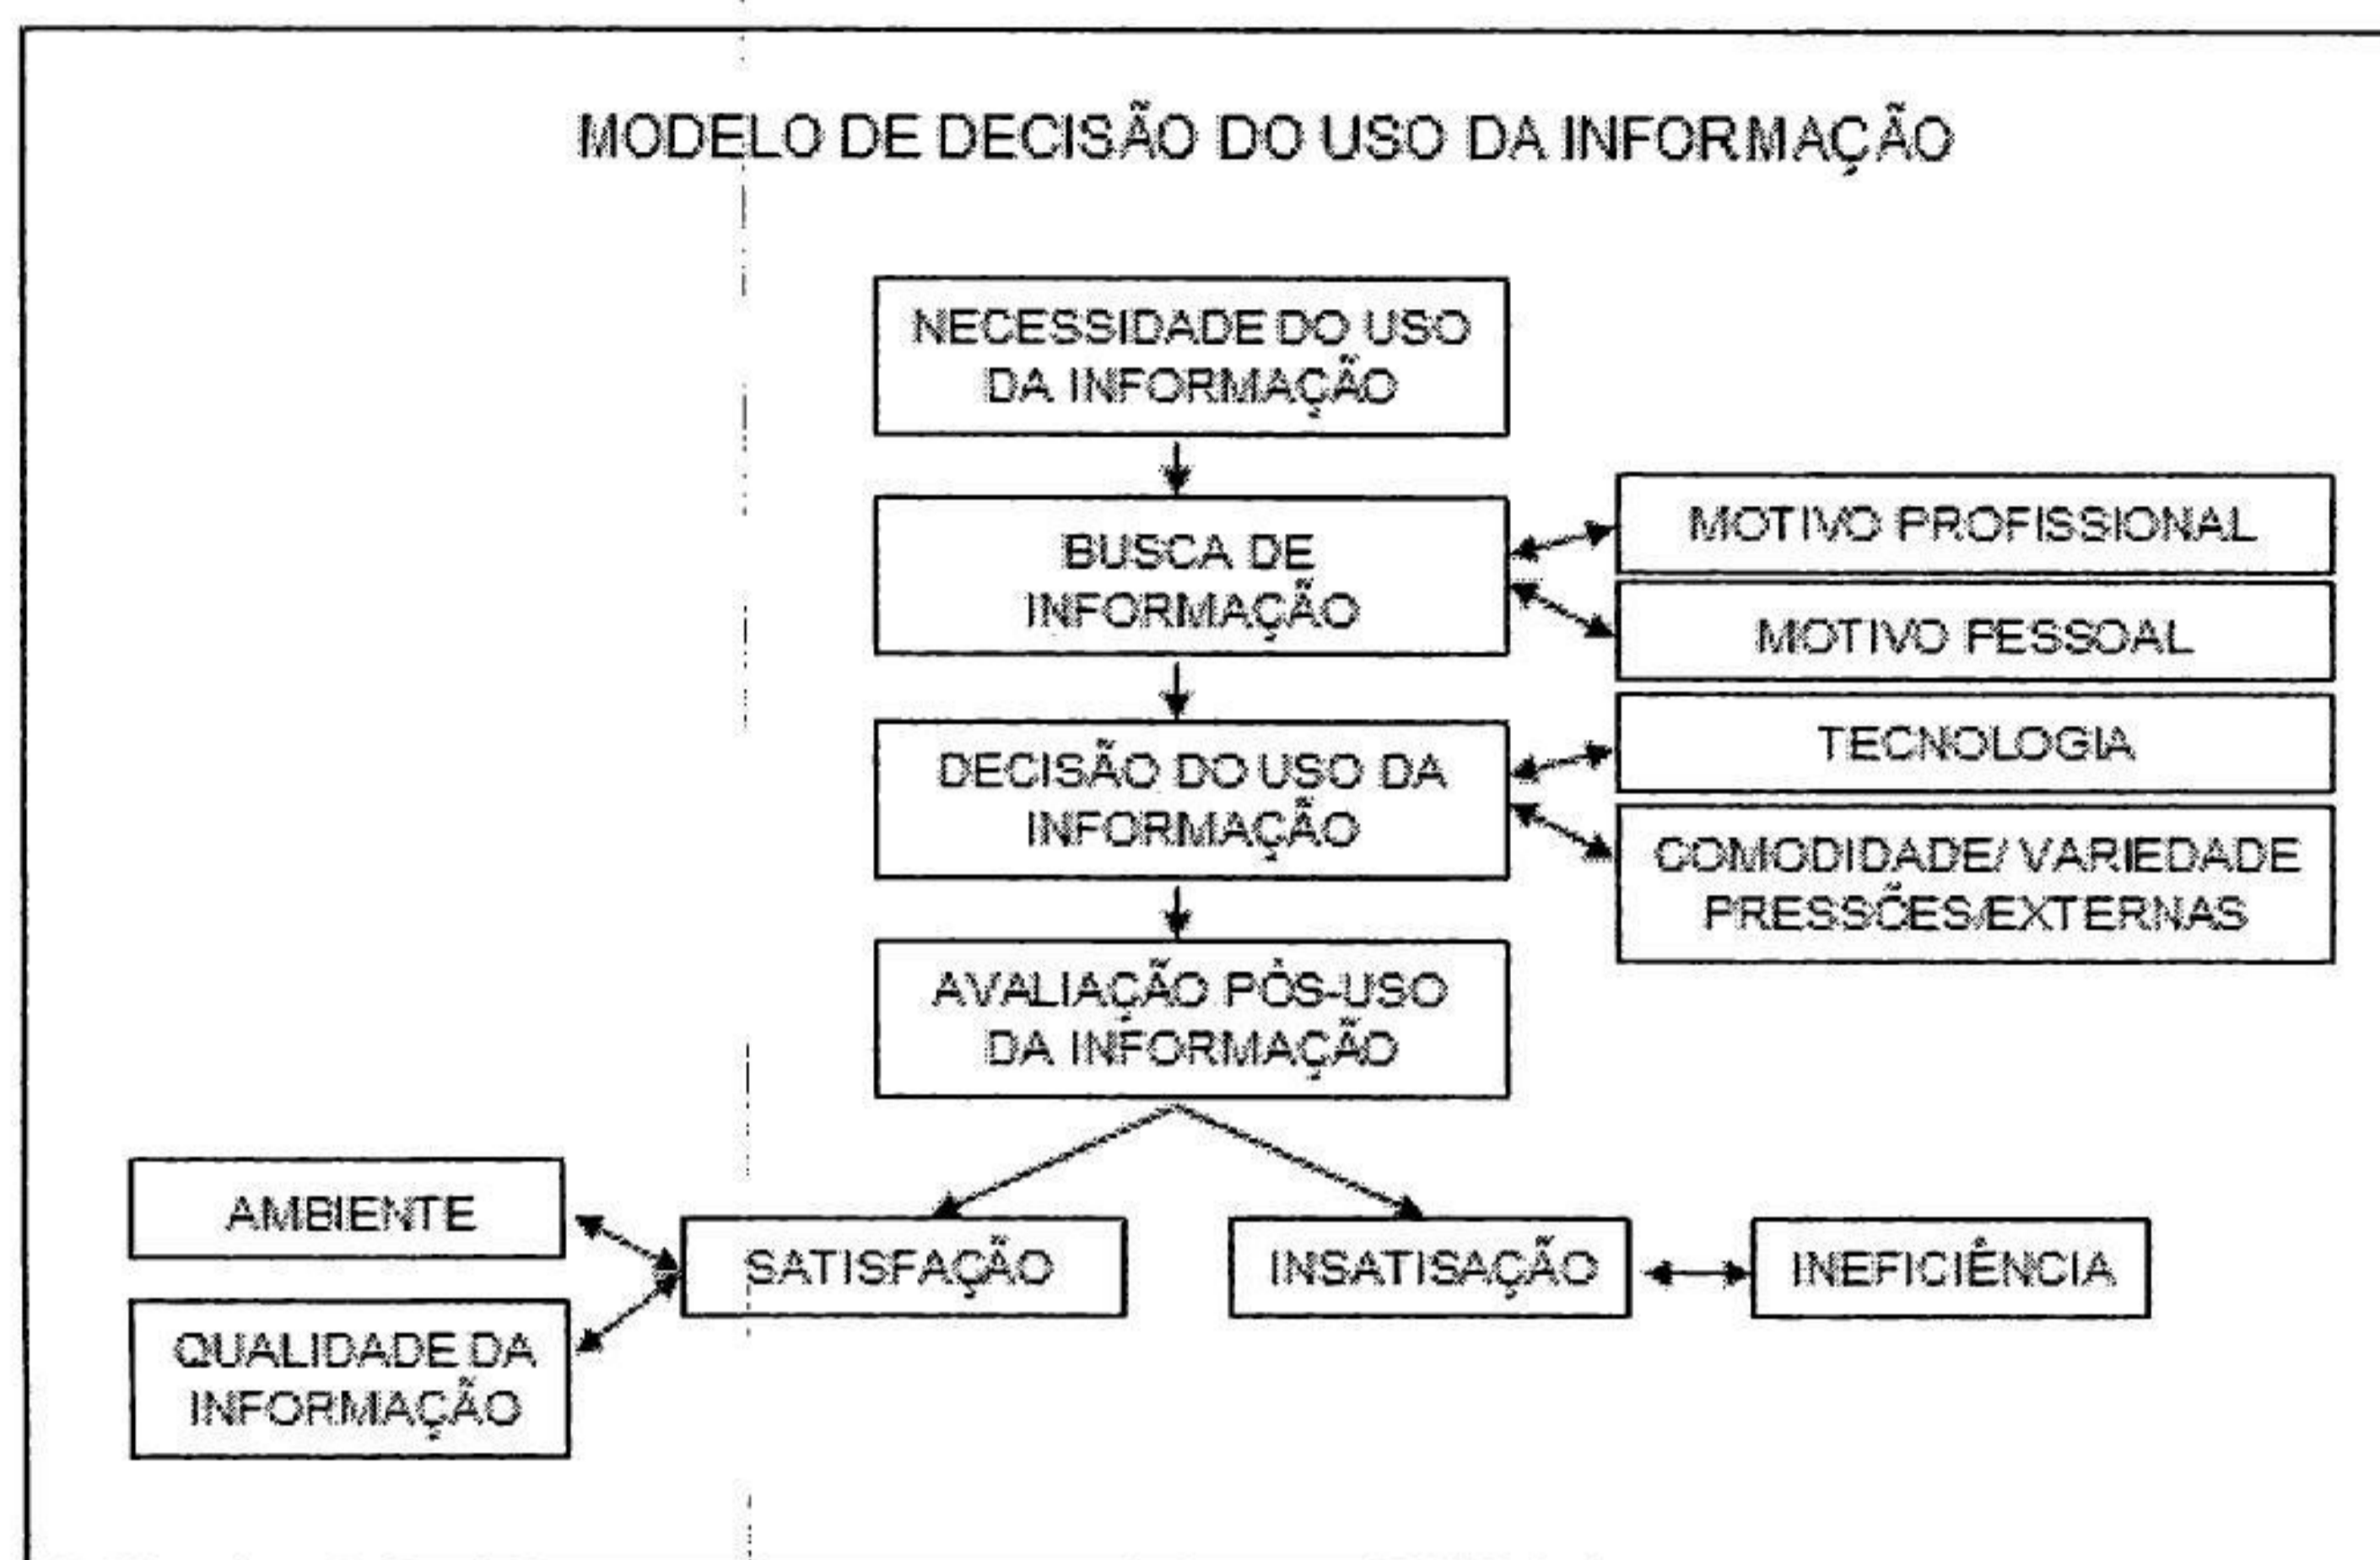 MODELO DE DECISÃO DO USO DA INFORMAÇÃO
NECESSIDADE DO USO
DA INFORMAÇÃO
BUSCA DE
INFORMAÇÃO
MOTIVO PROFISSIONAL
MOTIVO PESSOAL
DECISÃO DO USO DA
INFORMAÇÃO
TECNOLOGIA
COMODIDADE/ VARIEDADE
PRESSÕES/EXTERNAS
AVALIAÇÃO PÓS-USO
DA INFORMAÇÃO
AMBIENTE
QUALIDADE DA
INFORMAÇÃO
SATISFAÇÃO
INSATISAÇÃO
INEFICIÊNCIA